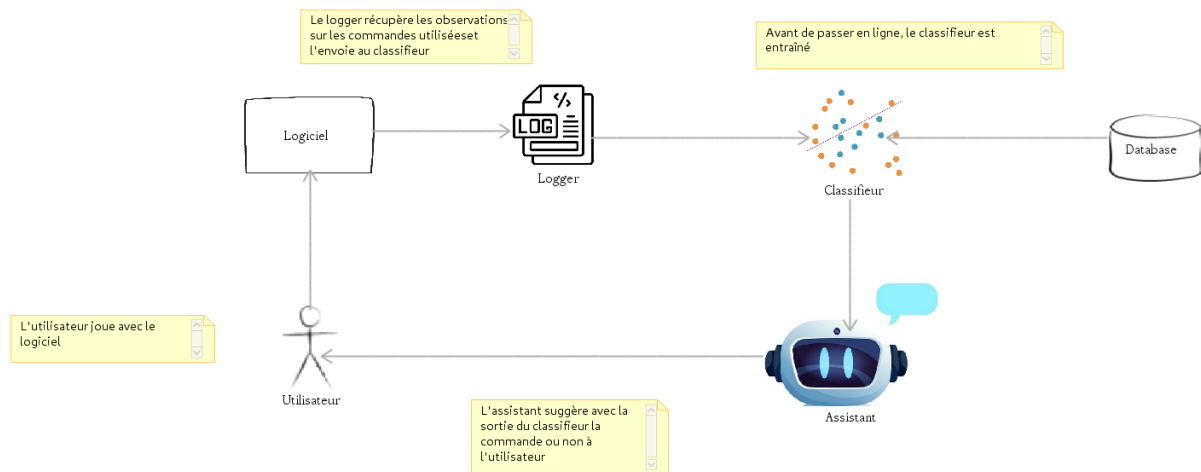 Le logger récupère les observations
sur les commandes utiliséeset
l'envoie au classifieur
Avant de passer en ligne, le classifieur est
entraîné
Logiciel
</>
LOG
Logger
Classifieur
Database
L'utilisateur joue avec le
logiciel
Utilisateur
Assistant
L'assistant suggère avec la
sortie du classifieur la
commande ou non à
l'utilisateur